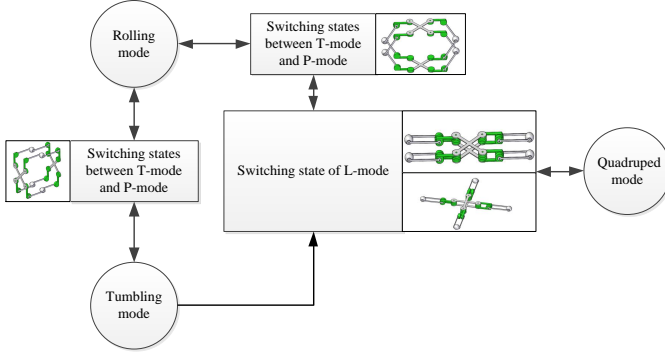 Rolling
mode
Switching states
between T-mode
and P-mode
Switching states
between T-mode
and P-mode
Switching state of L-mode
Quadruped
mode
Tumbling
mode